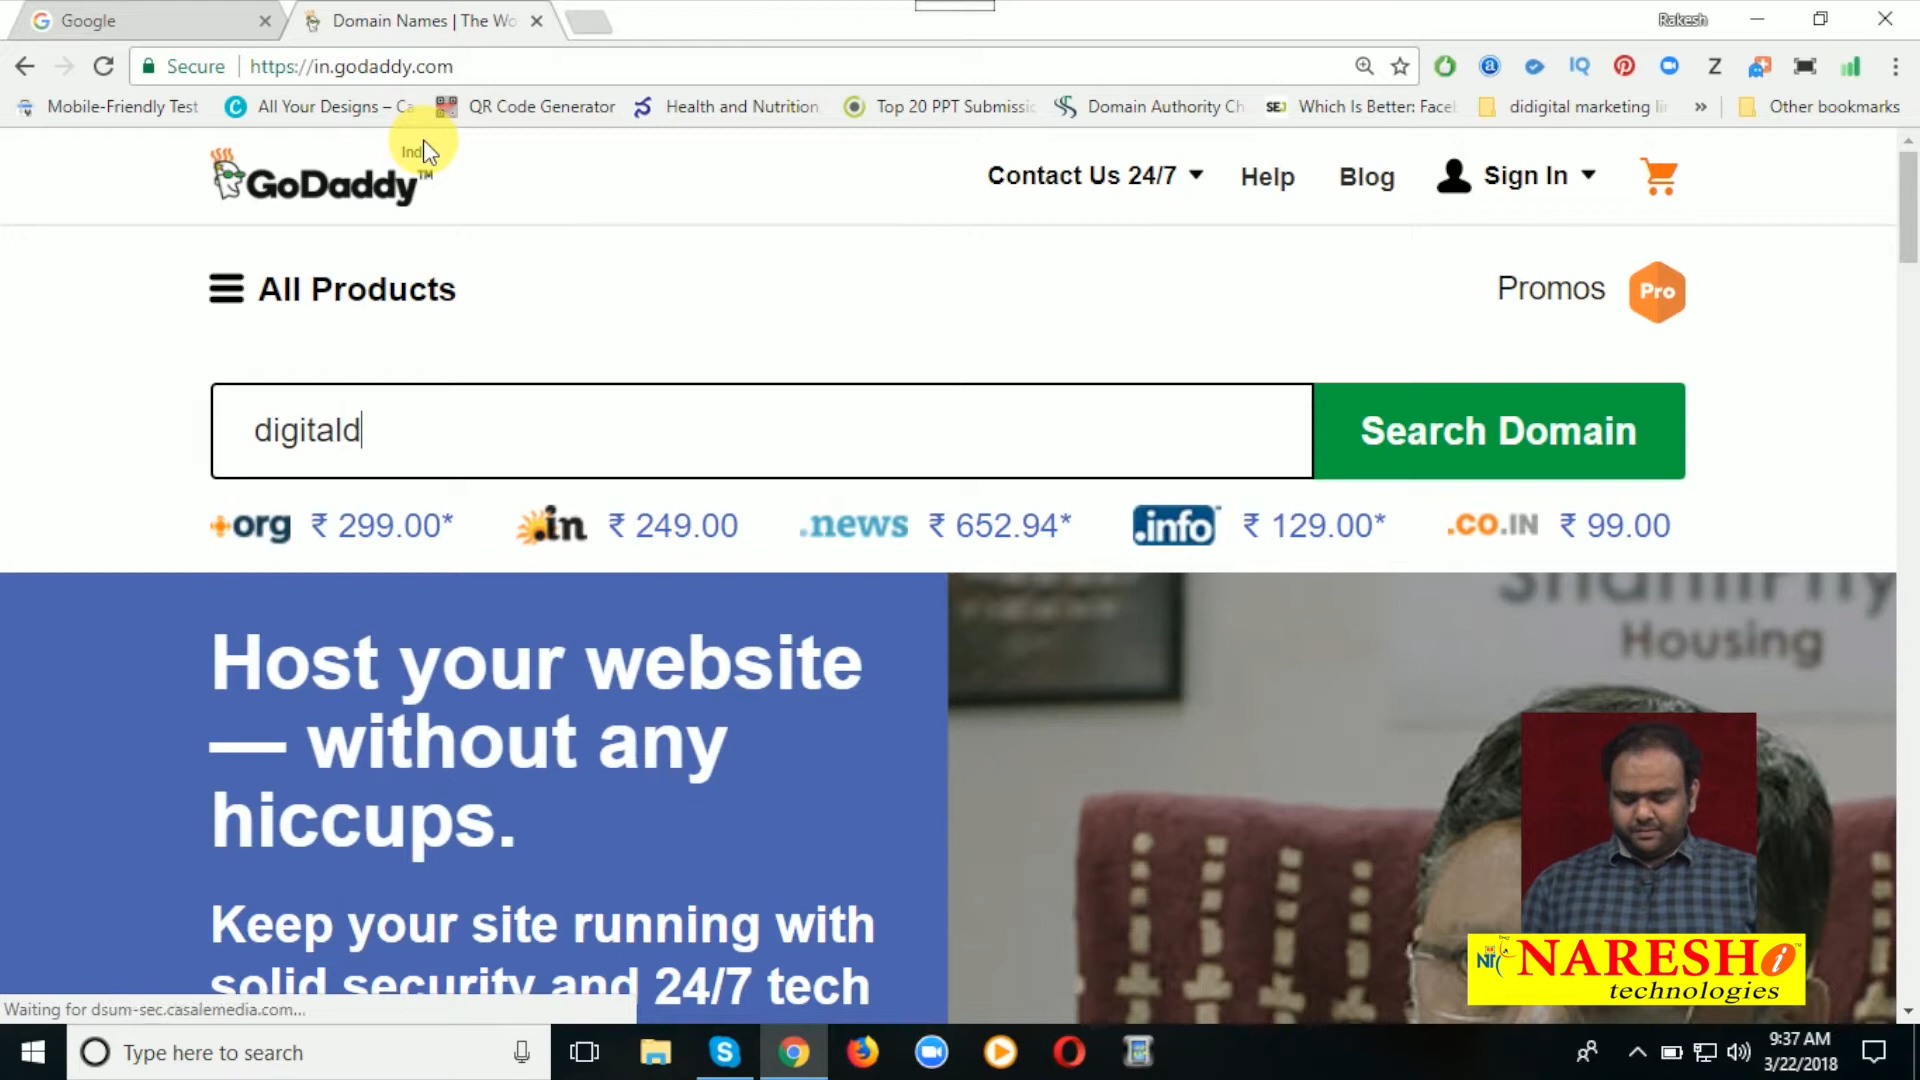 Google
Domain Names | The Wo
Rakesh
Secure
https://in.godaddy.com
Mobile-Friendly Test
All Your Designs – Ca
QR Code Generator
Health and Nutrition
Top 20 PPT Submissic
Domain Authority Ch
SEJ Which Is Better: Face
didigital marketing lir
» Other bookmarks
Ind
GoDaddy™
Contact Us 24/7
Help
Blog
Sign In
All Products
Promos
Pro
digitald
Search Domain
org ₹ 299.00*
.in ₹ 249.00
.news ₹ 652.94*
.info ₹ 129.00*
.CO.IN ₹ 99.00
Host your website
— without any
hiccups.
Keep your site running with
solid security and 24/7 tech
Housing
NARESH i
technologies
Waiting for dsum-sec.casalemedia.com...
Type here to search
9:37 AM
3/22/2018